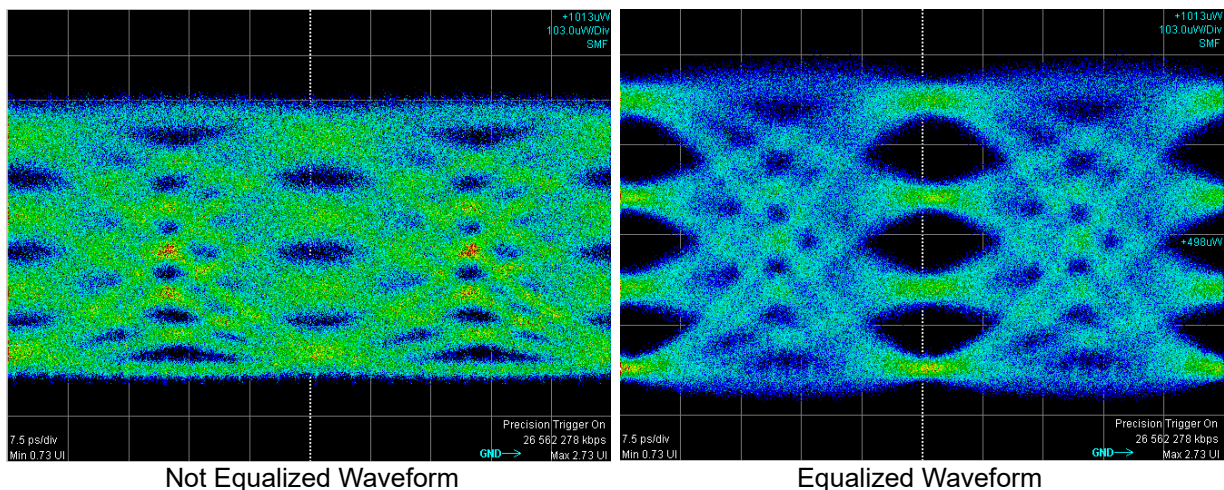 +1013uW
103.0uW/Div
SMF
Precision Trigger On
7.5 ps/div
26 562 278 kbps
Min 0.73 UI
GND→
Max 2.73 UI
Not Equalized Waveform
+1013uW
103.0uW/Div
SMF
+498uW
Precision Trigger On
7.5 ps/div
26 562 278 kbps
Min 0.73 UI
GND→
Max 2.73 UI
Equalized Waveform